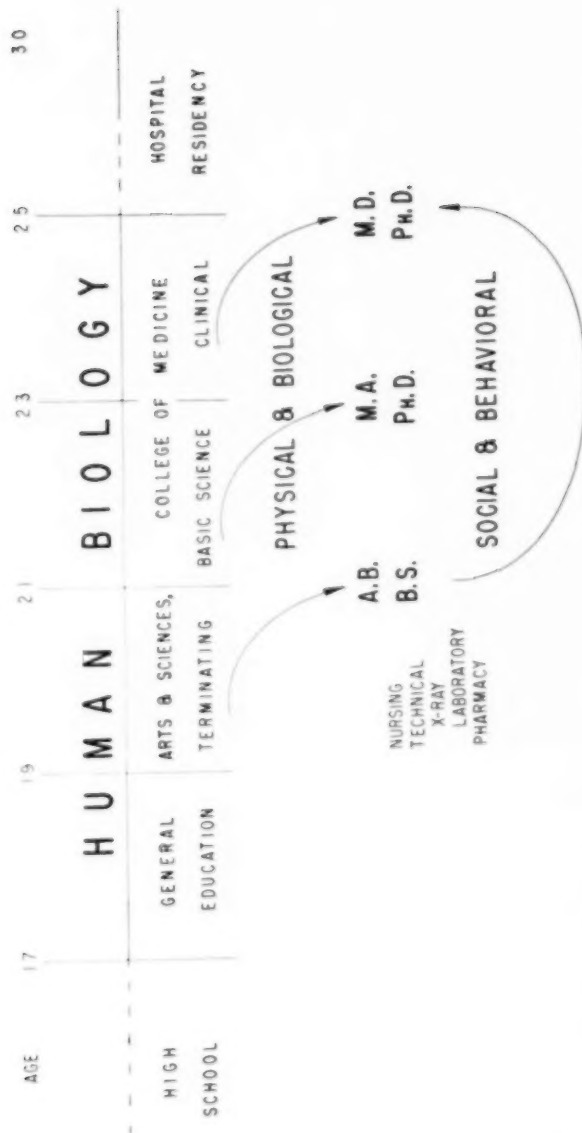 AGE 17 19 21 23 25 30
HUMAN BIOLOGY
HIGH SCHOOL
GENERAL EDUCATION
ARTS & SCIENCES, TERMINATING
COLLEGE OF MEDICINE
BASIC SCIENCE CLINICAL
HOSPITAL RESIDENCY
PHYSICAL & BIOLOGICAL
A.B.
B.S.
M.A.
PH.D.
M.D.
PH.D.
NURSING
TECHNICAL
X-RAY
LABORATORY
PHARMACY
SOCIAL & BEHAVIORAL